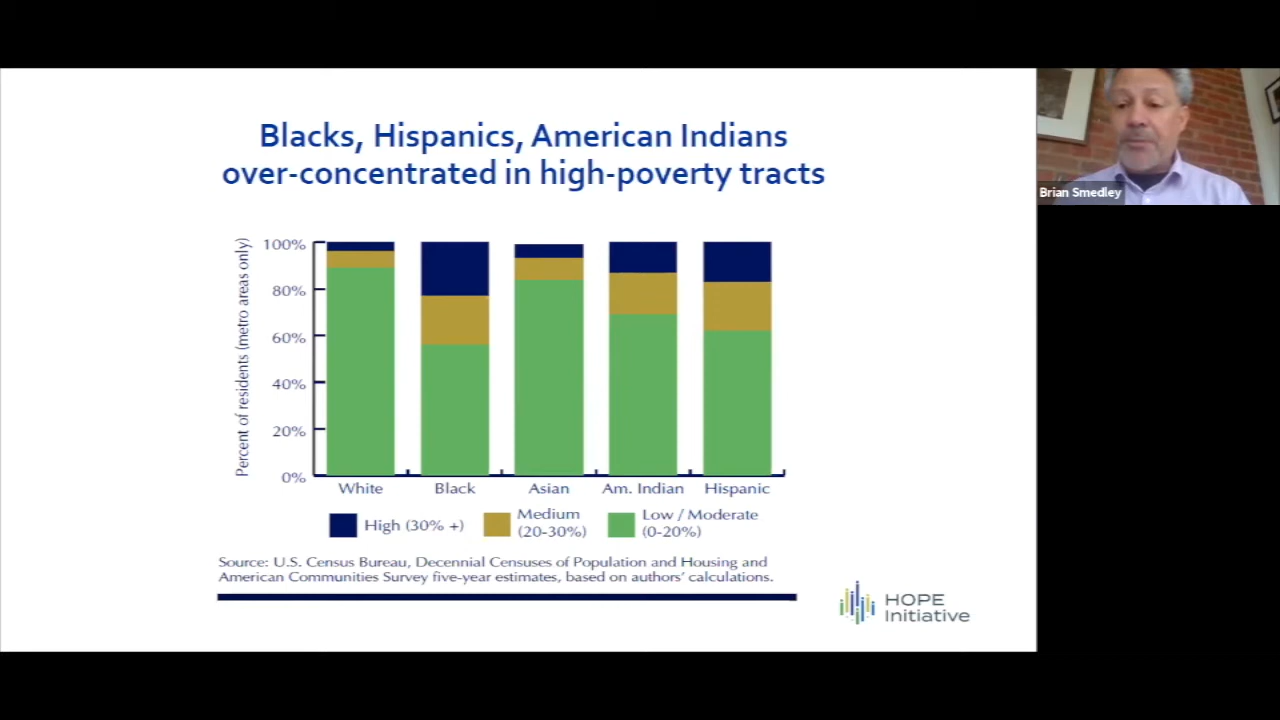 Blacks, Hispanics, American Indians
over-concentrated in high-poverty tracts
Brian Smedley
Percent of residents (metro areas only)
100%
80%
60%
40%
20%
0%
White Black Asian Am. Indian Hispanic
High (30% +)
Medium
(20-30%)
Low / Moderate
(0-20%)
Source: U.S. Census Bureau, Decennial Censuses of Population and Housing and
American Communities Survey five-year estimates, based on authors' calculations.
HOPE
Initiative